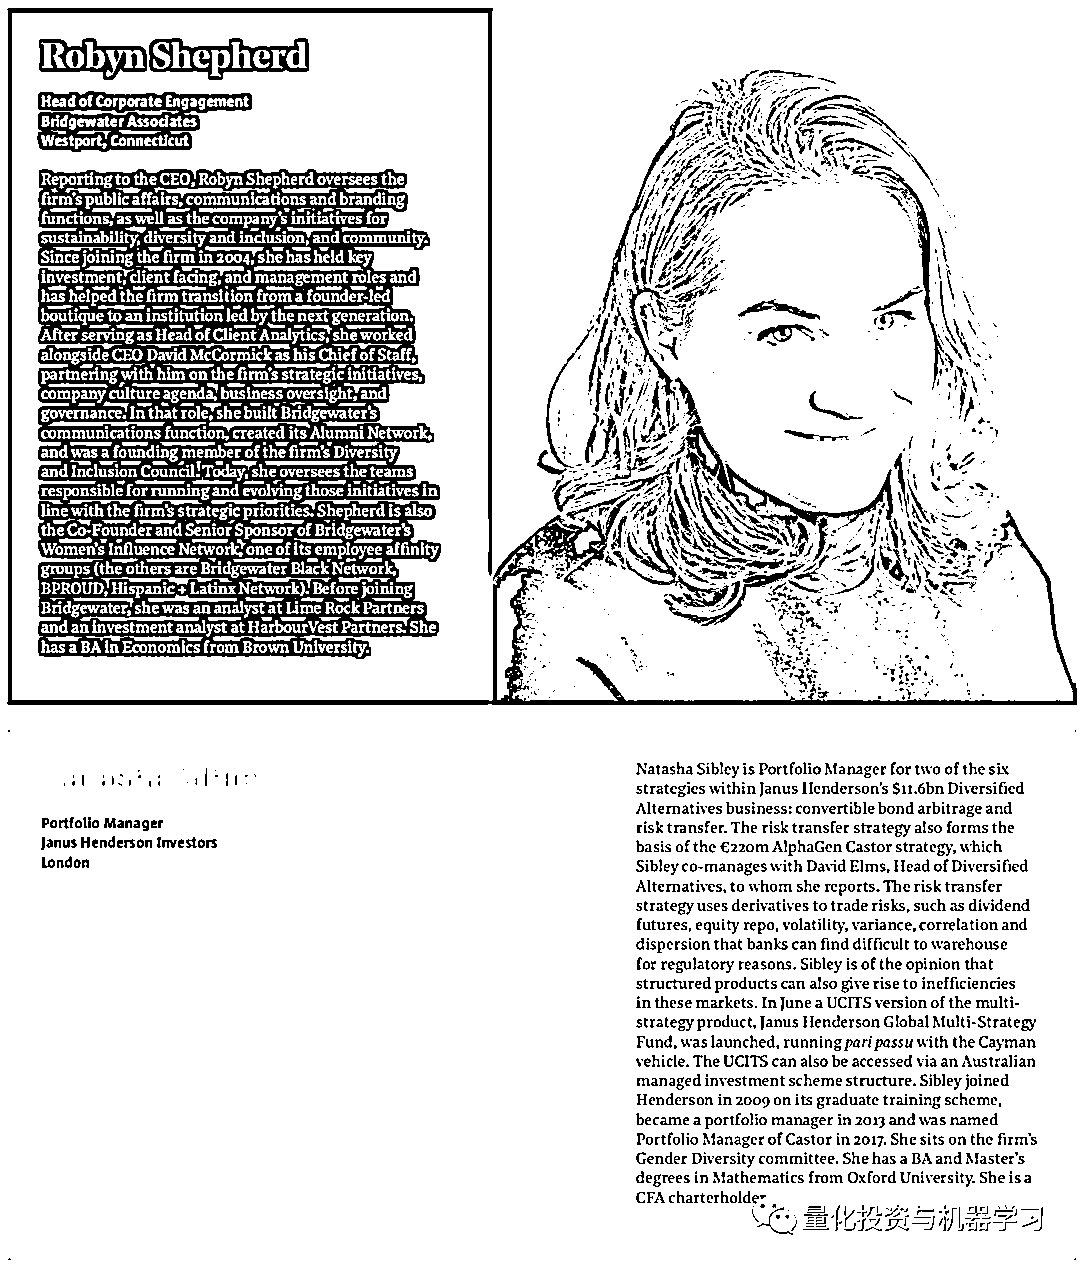 Robyn Shepherd
Head of Corporate Engagement
Bridgewater Associates
Westport, Connecticut
Reporting to the CEO, Robyn Shepherd oversees the
firm's public affairs, communications and branding
functions, as well as the company's initiatives for
sustainability, diversity and inclusion, and community.
Since joining the firm in 2004, she has held key
investment, client facing, and management roles and
has helped the firm transition from a founder-led
boutique to an institution led by the next generation.
After serving as Head of Client Analytics, she worked
alongside CEO David McCormick as his Chief of Staff,
partnering with him on the firm's strategic initiatives,
company culture agenda, business oversight, and
governance. In that role, she built Bridgewater's
communications function, created its Alumni Network,
and was a founding member of the firm's Diversity
and Inclusion Council. Today, she oversees the teams
responsible for running and evolving those initiatives in
line with the firm's strategic priorities. Shepherd is also
the Co-Founder and Senior Sponsor of Bridgewater's
Women's Influence Network, one of its employee affinity
groups (the others are Bridgewater Black Network,
BPROUD, Hispanic + Latinx Network). Before joining
Bridgewater, she was an analyst at Lime Rock Partners
and an investment analyst at HarbourVest Partners. She
has a BA in Economics from Brown University.
Portfolio Manager
Janus Henderson Investors
London
Natasha Sibley is Portfolio Manager for two of the six
strategies within Janus Henderson's $11.6bn Diversified
Alternatives business: convertible bond arbitrage and
risk transfer. The risk transfer strategy also forms the
basis of the €220m AlphaGen Castor strategy, which
Sibley co-manages with David Elms, Head of Diversified
Alternatives, to whom she reports. The risk transfer
strategy uses derivatives to trade risks, such as dividend
futures, equity repo, volatility, variance, correlation and
dispersion that banks can find difficult to warehouse
for regulatory reasons. Sibley is of the opinion that
structured products can also give rise to inefficiencies
in these markets. In June a UCITS version of the multi-
strategy product, Janus Henderson Global Multi-Strategy
Fund, was launched, running pari passu with the Cayman
vehicle. The UCITS can also be accessed via an Australian
managed investment scheme structure. Sibley joined
Henderson in 2009 on its graduate training scheme,
became a portfolio manager in 2013 and was named
Portfolio Manager of Castor in 2017. She sits on the firm's
Gender Diversity committee. She has a BA and Master's
degrees in Mathematics from Oxford University. She is a
CFA charterholder.
量化投资与机器学习